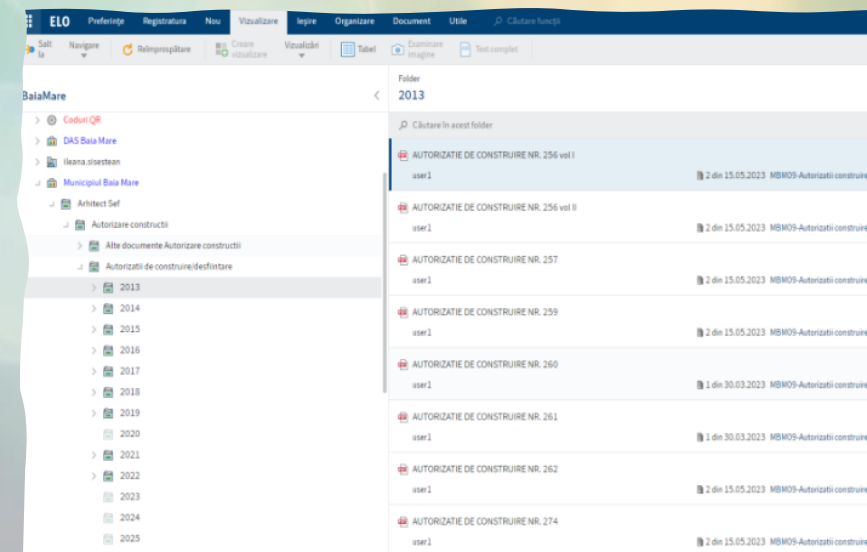 ELO Preferințe Registratura Nou Vizualizare Ieșire Organizare Document Utile Căutare funcții
Salt la Navigare Reîmprospătare Creare vizualizare Vizualizări Tabel Examinare imagine Text complet
BaiaMare
Coduri QR
DAS Baia Mare
ileana.sisestean
Municipiul Baia Mare
Arhitect Sef
Autorizare constructii
Alte documente Autorizare constructii
Autorizatii de construire/desfiintare
2013
2014
2015
2016
2017
2018
2019
2020
2021
2022
2023
2024
2025
Folder
2013
Căutare în acest folder
AUTORIZATIE DE CONSTRUIRE NR. 256 vol I
user1 2 din 15.05.2023 MBM09-Autorizatii construire
AUTORIZATIE DE CONSTRUIRE NR. 256 vol II
user1 2 din 15.05.2023 MBM09-Autorizatii construire
AUTORIZATIE DE CONSTRUIRE NR. 257
user1 2 din 15.05.2023 MBM09-Autorizatii construire
AUTORIZATIE DE CONSTRUIRE NR. 259
user1 2 din 15.05.2023 MBM09-Autorizatii construire
AUTORIZATIE DE CONSTRUIRE NR. 260
user1 1 din 30.03.2023 MBM09-Autorizatii construire
AUTORIZATIE DE CONSTRUIRE NR. 261
user1 1 din 30.03.2023 MBM09-Autorizatii construire
AUTORIZATIE DE CONSTRUIRE NR. 262
user1 2 din 15.05.2023 MBM09-Autorizatii construire
AUTORIZATIE DE CONSTRUIRE NR. 274
user1 2 din 15.05.2023 MBM09-Autorizatii construire